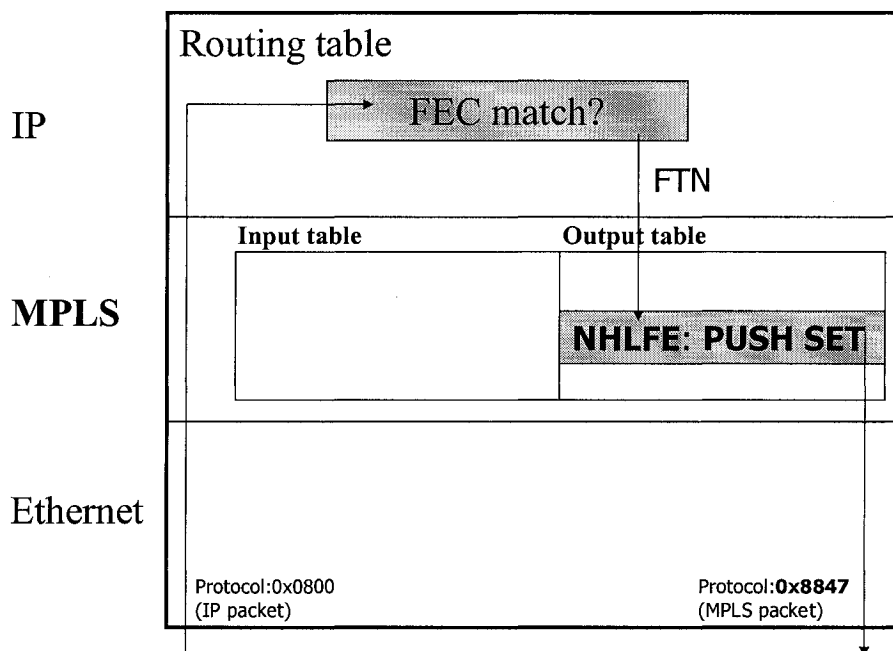 Routing table
IP
FEC match?
FTN
Input table
Output table
MPLS
NHLFE: PUSH SET
Ethernet
Protocol:0x0800
(IP packet)
Protocol:0x8847
(MPLS packet)